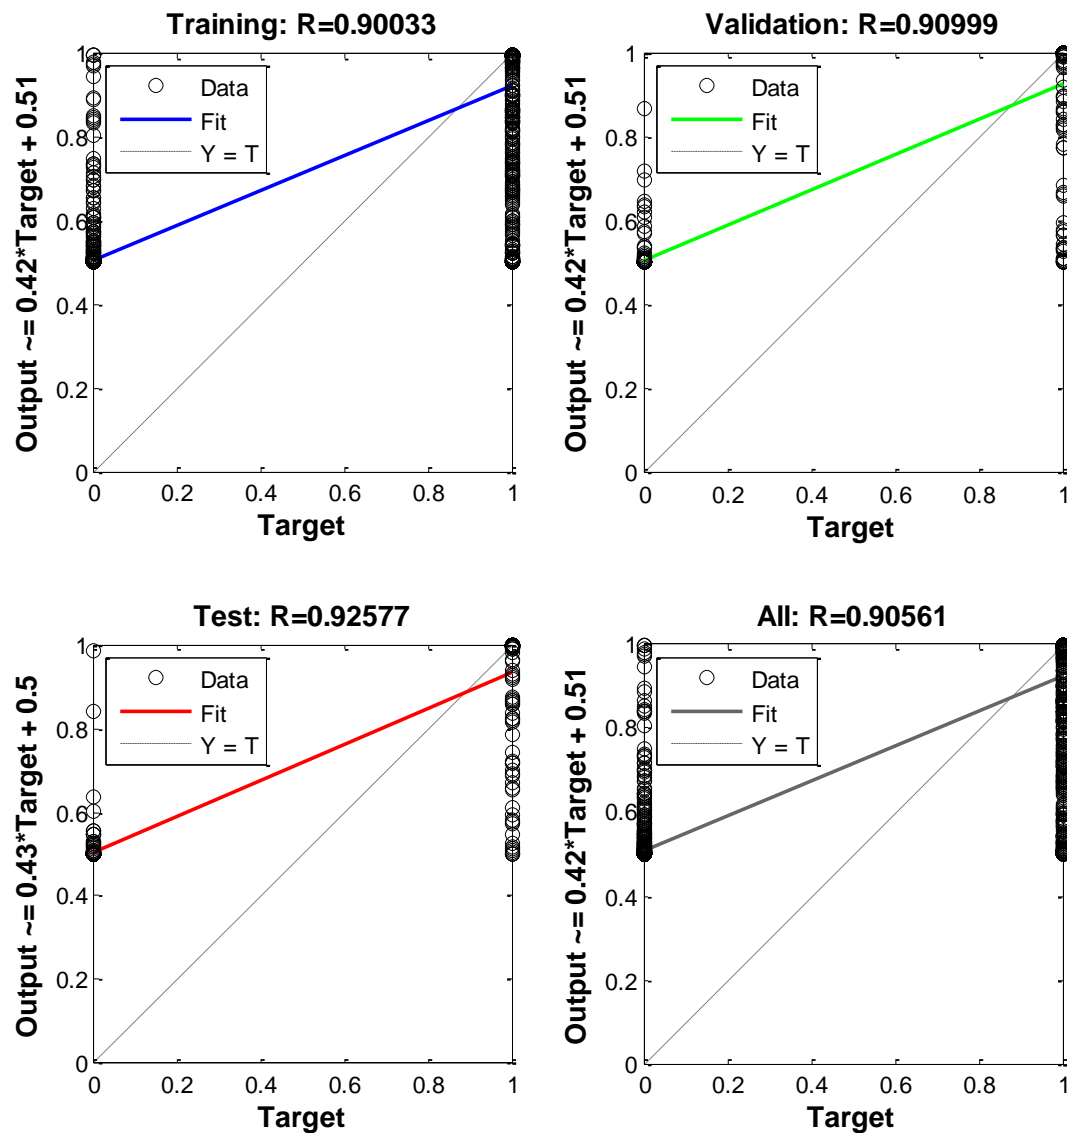 Training: R=0.90033
Output ~= 0.42*Target + 0.51
1
0.8
0.6
0.4
0.2
0
Data
Fit
Y = T
0 0.2 0.4 0.6 0.8 1
Target
Validation: R=0.90999
Output ~= 0.42*Target + 0.51
1
0.8
0.6
0.4
0.2
0
Data
Fit
Y = T
0 0.2 0.4 0.6 0.8 1
Target
Test: R=0.92577
Output ~= 0.43*Target + 0.5
1
0.8
0.6
0.4
0.2
0
Data
Fit
Y = T
0 0.2 0.4 0.6 0.8 1
Target
All: R=0.90561
Output ~= 0.42*Target + 0.51
1
0.8
0.6
0.4
0.2
0
Data
Fit
Y = T
0 0.2 0.4 0.6 0.8 1
Target